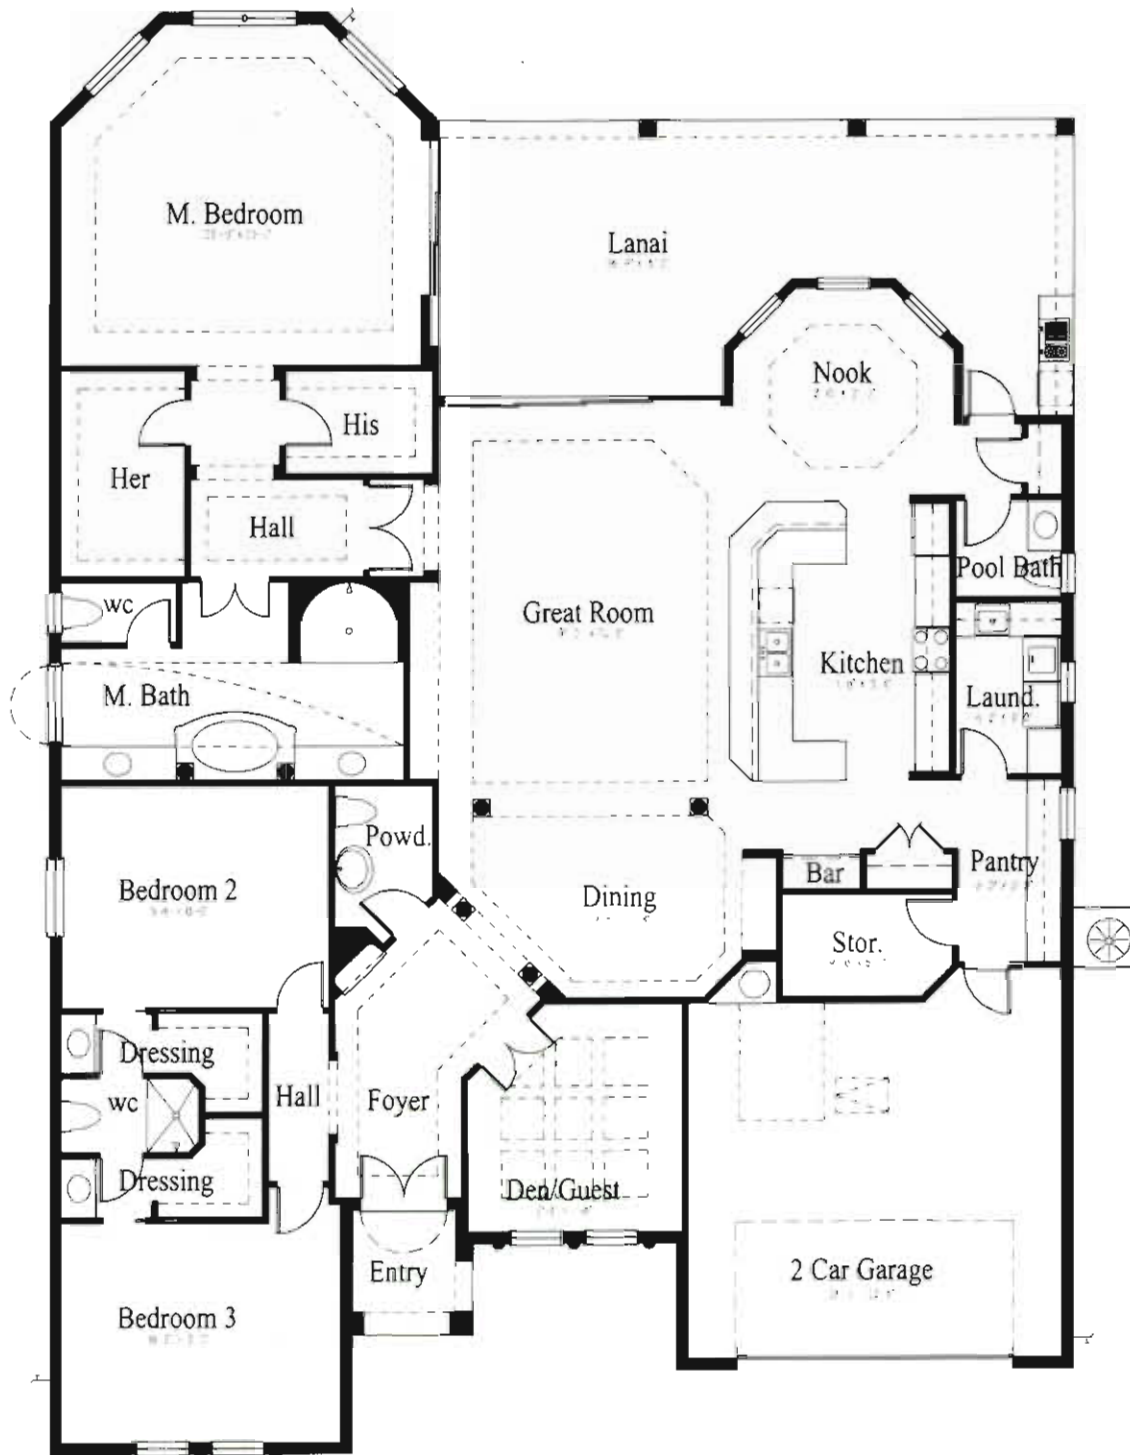 M. Bedroom
Lanai
Nook
His
Her
Hall
Pool Bath
wc
Great Room
Kitchen
M. Bath
Laund.
Powd.
Pantry
Bar
Bedroom 2
Dining
Stor.
Dressing
Hall
wc
Foyer
Dressing
Den/Guest
Entry
2 Car Garage
Bedroom 3